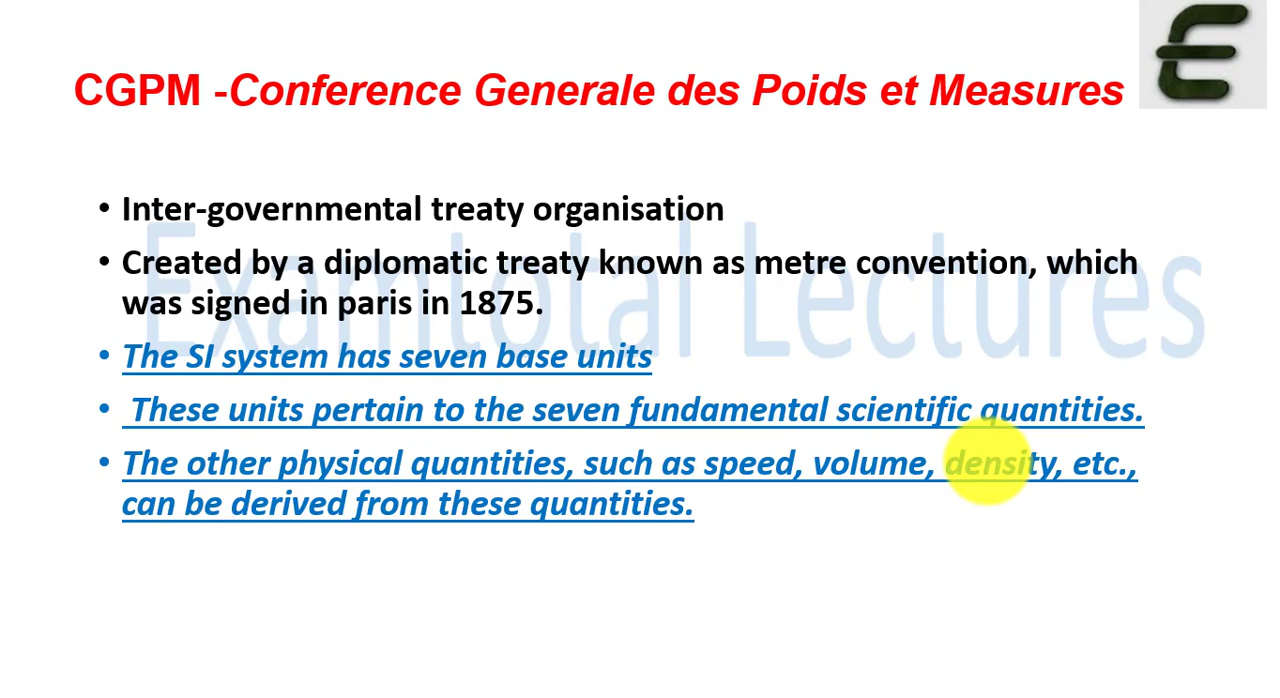 CGPM -Conference Generale des Poids et Measures
• Inter-governmental treaty organisation
• Created by a diplomatic treaty known as metre convention, which
was signed in paris in 1875.
• The SI system has seven base units
• These units pertain to the seven fundamental scientific quantities.
• The other physical quantities, such as speed, volume, density, etc.,
can be derived from these quantities.
Examtotal Lectures